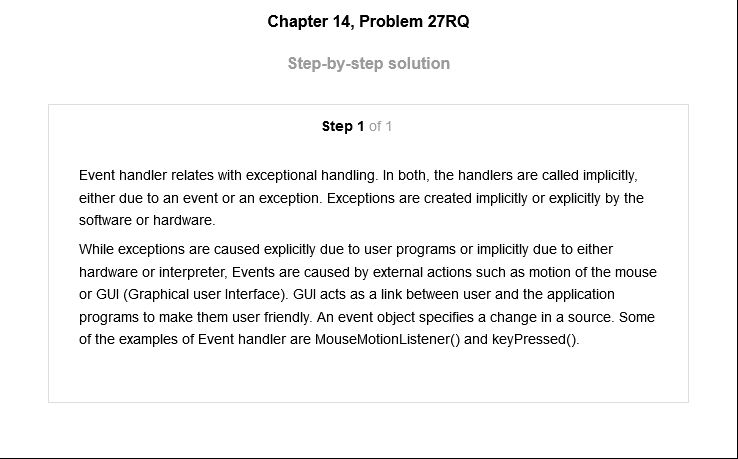 Chapter 14, Problem 27RQ
Step-by-step solution
Step 1 of 1
Event handler relates with exceptional handling. In both, the handlers are called implicitly,
either due to an event or an exception. Exceptions are created implicitly or explicitly by the
software or hardware.
While exceptions are caused explicitly due to user programs or implicitly due to either
hardware or interpreter, Events are caused by external actions such as motion of the mouse
or GUI (Graphical user Interface). GUI acts as a link between user and the application
programs to make them user friendly. An event object specifies a change in a source. Some
of the examples of Event handler are MouseMotionListener() and keyPressed().